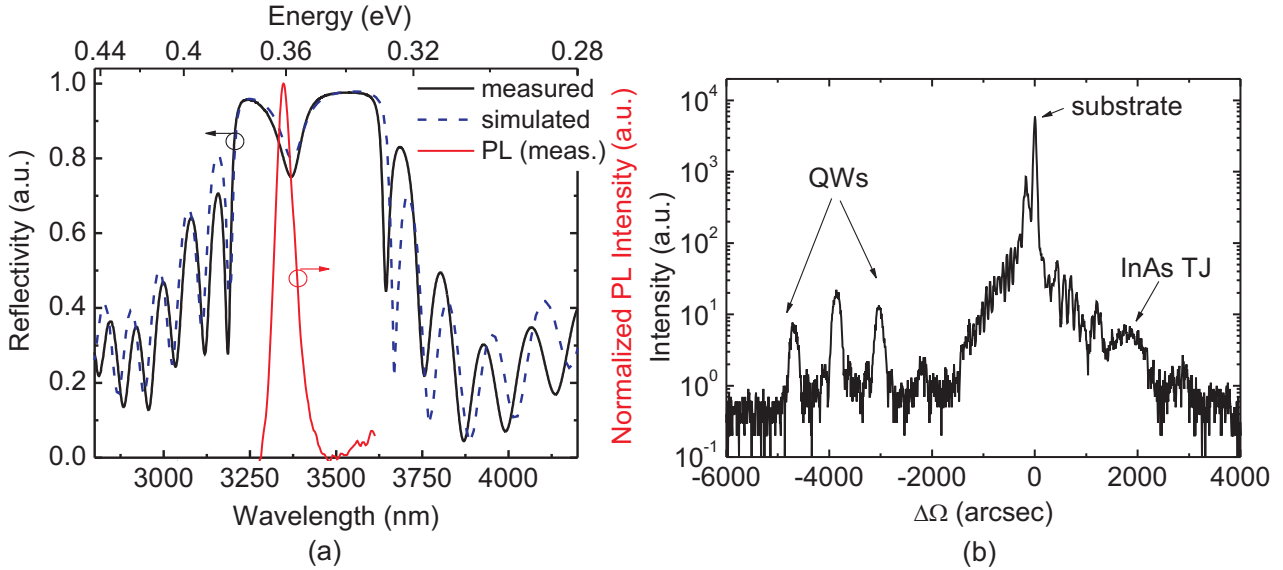 Energy (eV)
0.44 0.4 0.36 0.32 0.28
1.0
0.8
0.6
0.4
0.2
0.0
Reflectivity (a.u.)
measured
simulated
PL (meas.)
Normalized PL Intensity (a.u.)
3000 3250 3500 3750 4000
Wavelength (nm)
(a)
10^4
10^3
10^2
10^1
10^0
10^-1
Intensity (a.u.)
substrate
QWs
InAs TJ
-6000 -4000 -2000 0 2000 4000
ΔΩ (arcsec)
(b)